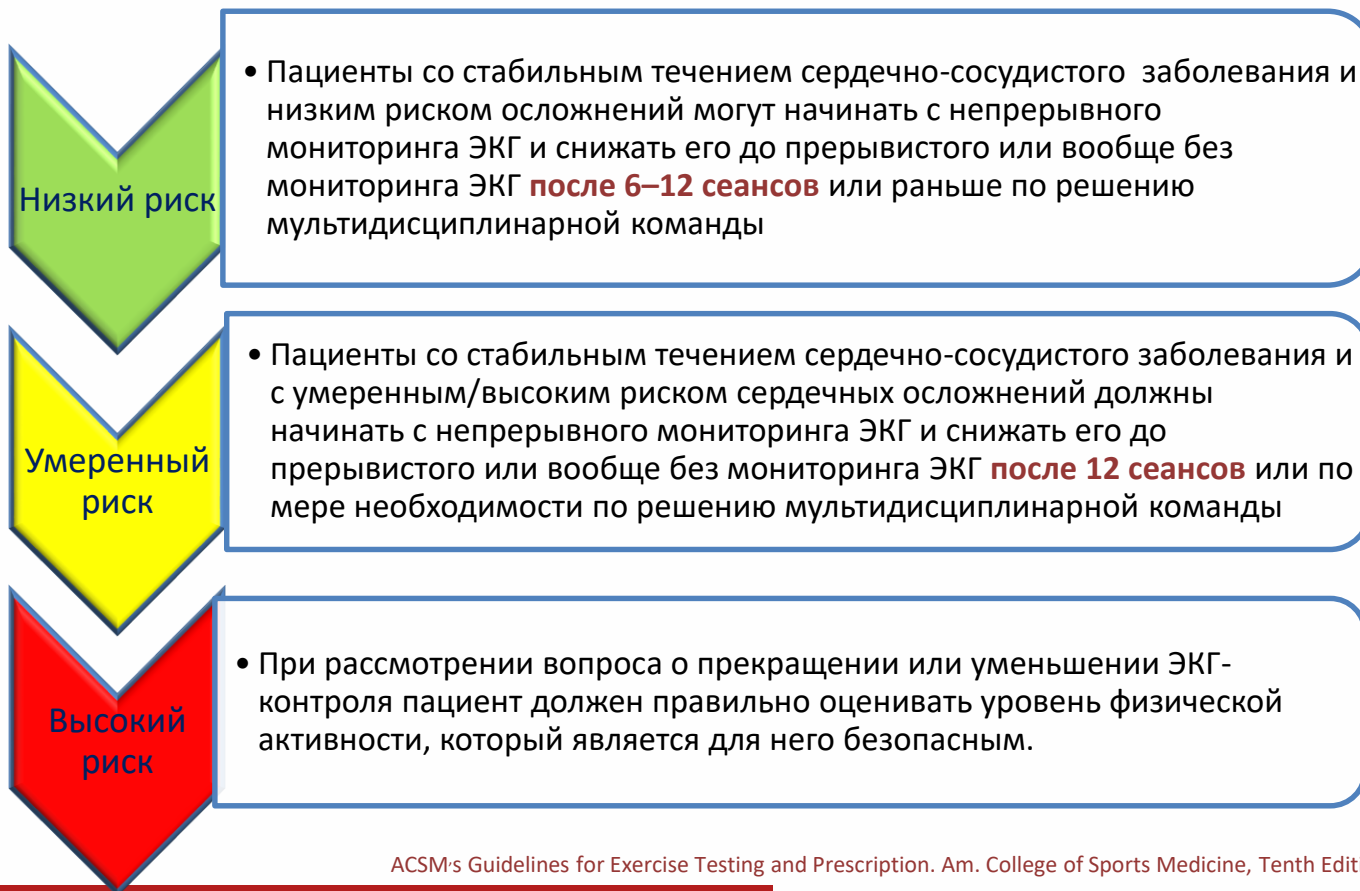 Низкий риск
• Пациенты со стабильным течением сердечно-сосудистого заболевания и
низким риском осложнений могут начинать с непрерывного
мониторинга ЭКГ и снижать его до прерывистого или вообще без
мониторинга ЭКГ после 6–12 сеансов или раньше по решению
мультидисциплинарной команды
Умеренный
риск
• Пациенты со стабильным течением сердечно-сосудистого заболевания и
с умеренным/высоким риском сердечных осложнений должны
начинать с непрерывного мониторинга ЭКГ и снижать его до
прерывистого или вообще без мониторинга ЭКГ после 12 сеансов или по
мере необходимости по решению мультидисциплинарной команды
Высокий
риск
• При рассмотрении вопроса о прекращении или уменьшении ЭКГ-
контроля пациент должен правильно оценивать уровень физической
активности, который является для него безопасным.
ACSM,s Guidelines for Exercise Testing and Prescription. Am. College of Sports Medicine, Tenth Edit